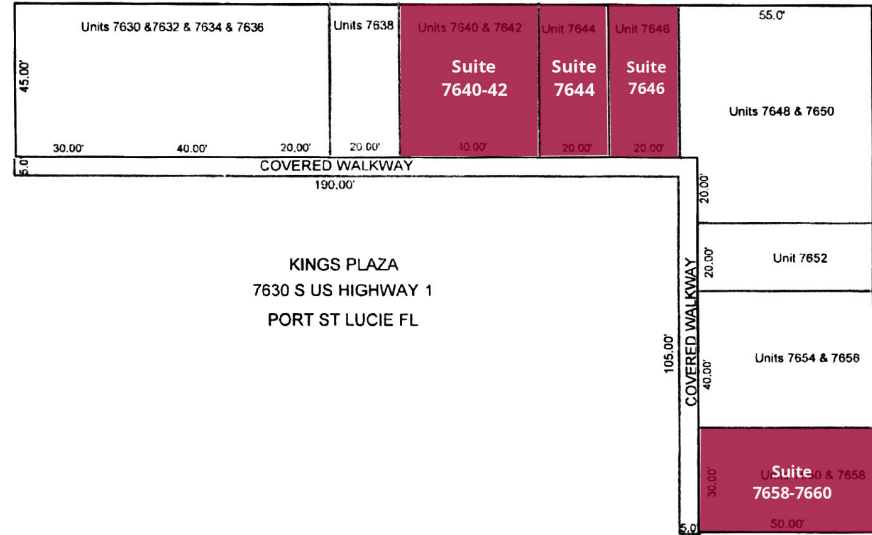 Units 7630 &7632 & 7634 & 7636
Units 7638
Units 7640 & 7642
Unit 7644
Unit 7646
55.0'
Suite
7640-42
Suite
7644
Suite
7646
45.00'
Units 7648 & 7650
30.00'
40.00'
20.00'
20.00'
40.00'
20.00'
20.00'
5.0'
COVERED WALKWAY
190.00'
20.00'
KINGS PLAZA
7630 S US HIGHWAY 1
PORT ST LUCIE FL
20.00'
Unit 7652
COVERED WALKWAY
105.00'
40.00'
Units 7654 & 7656
30.00'
& 7658
Suite
7658-7660
5.0'
50.00'